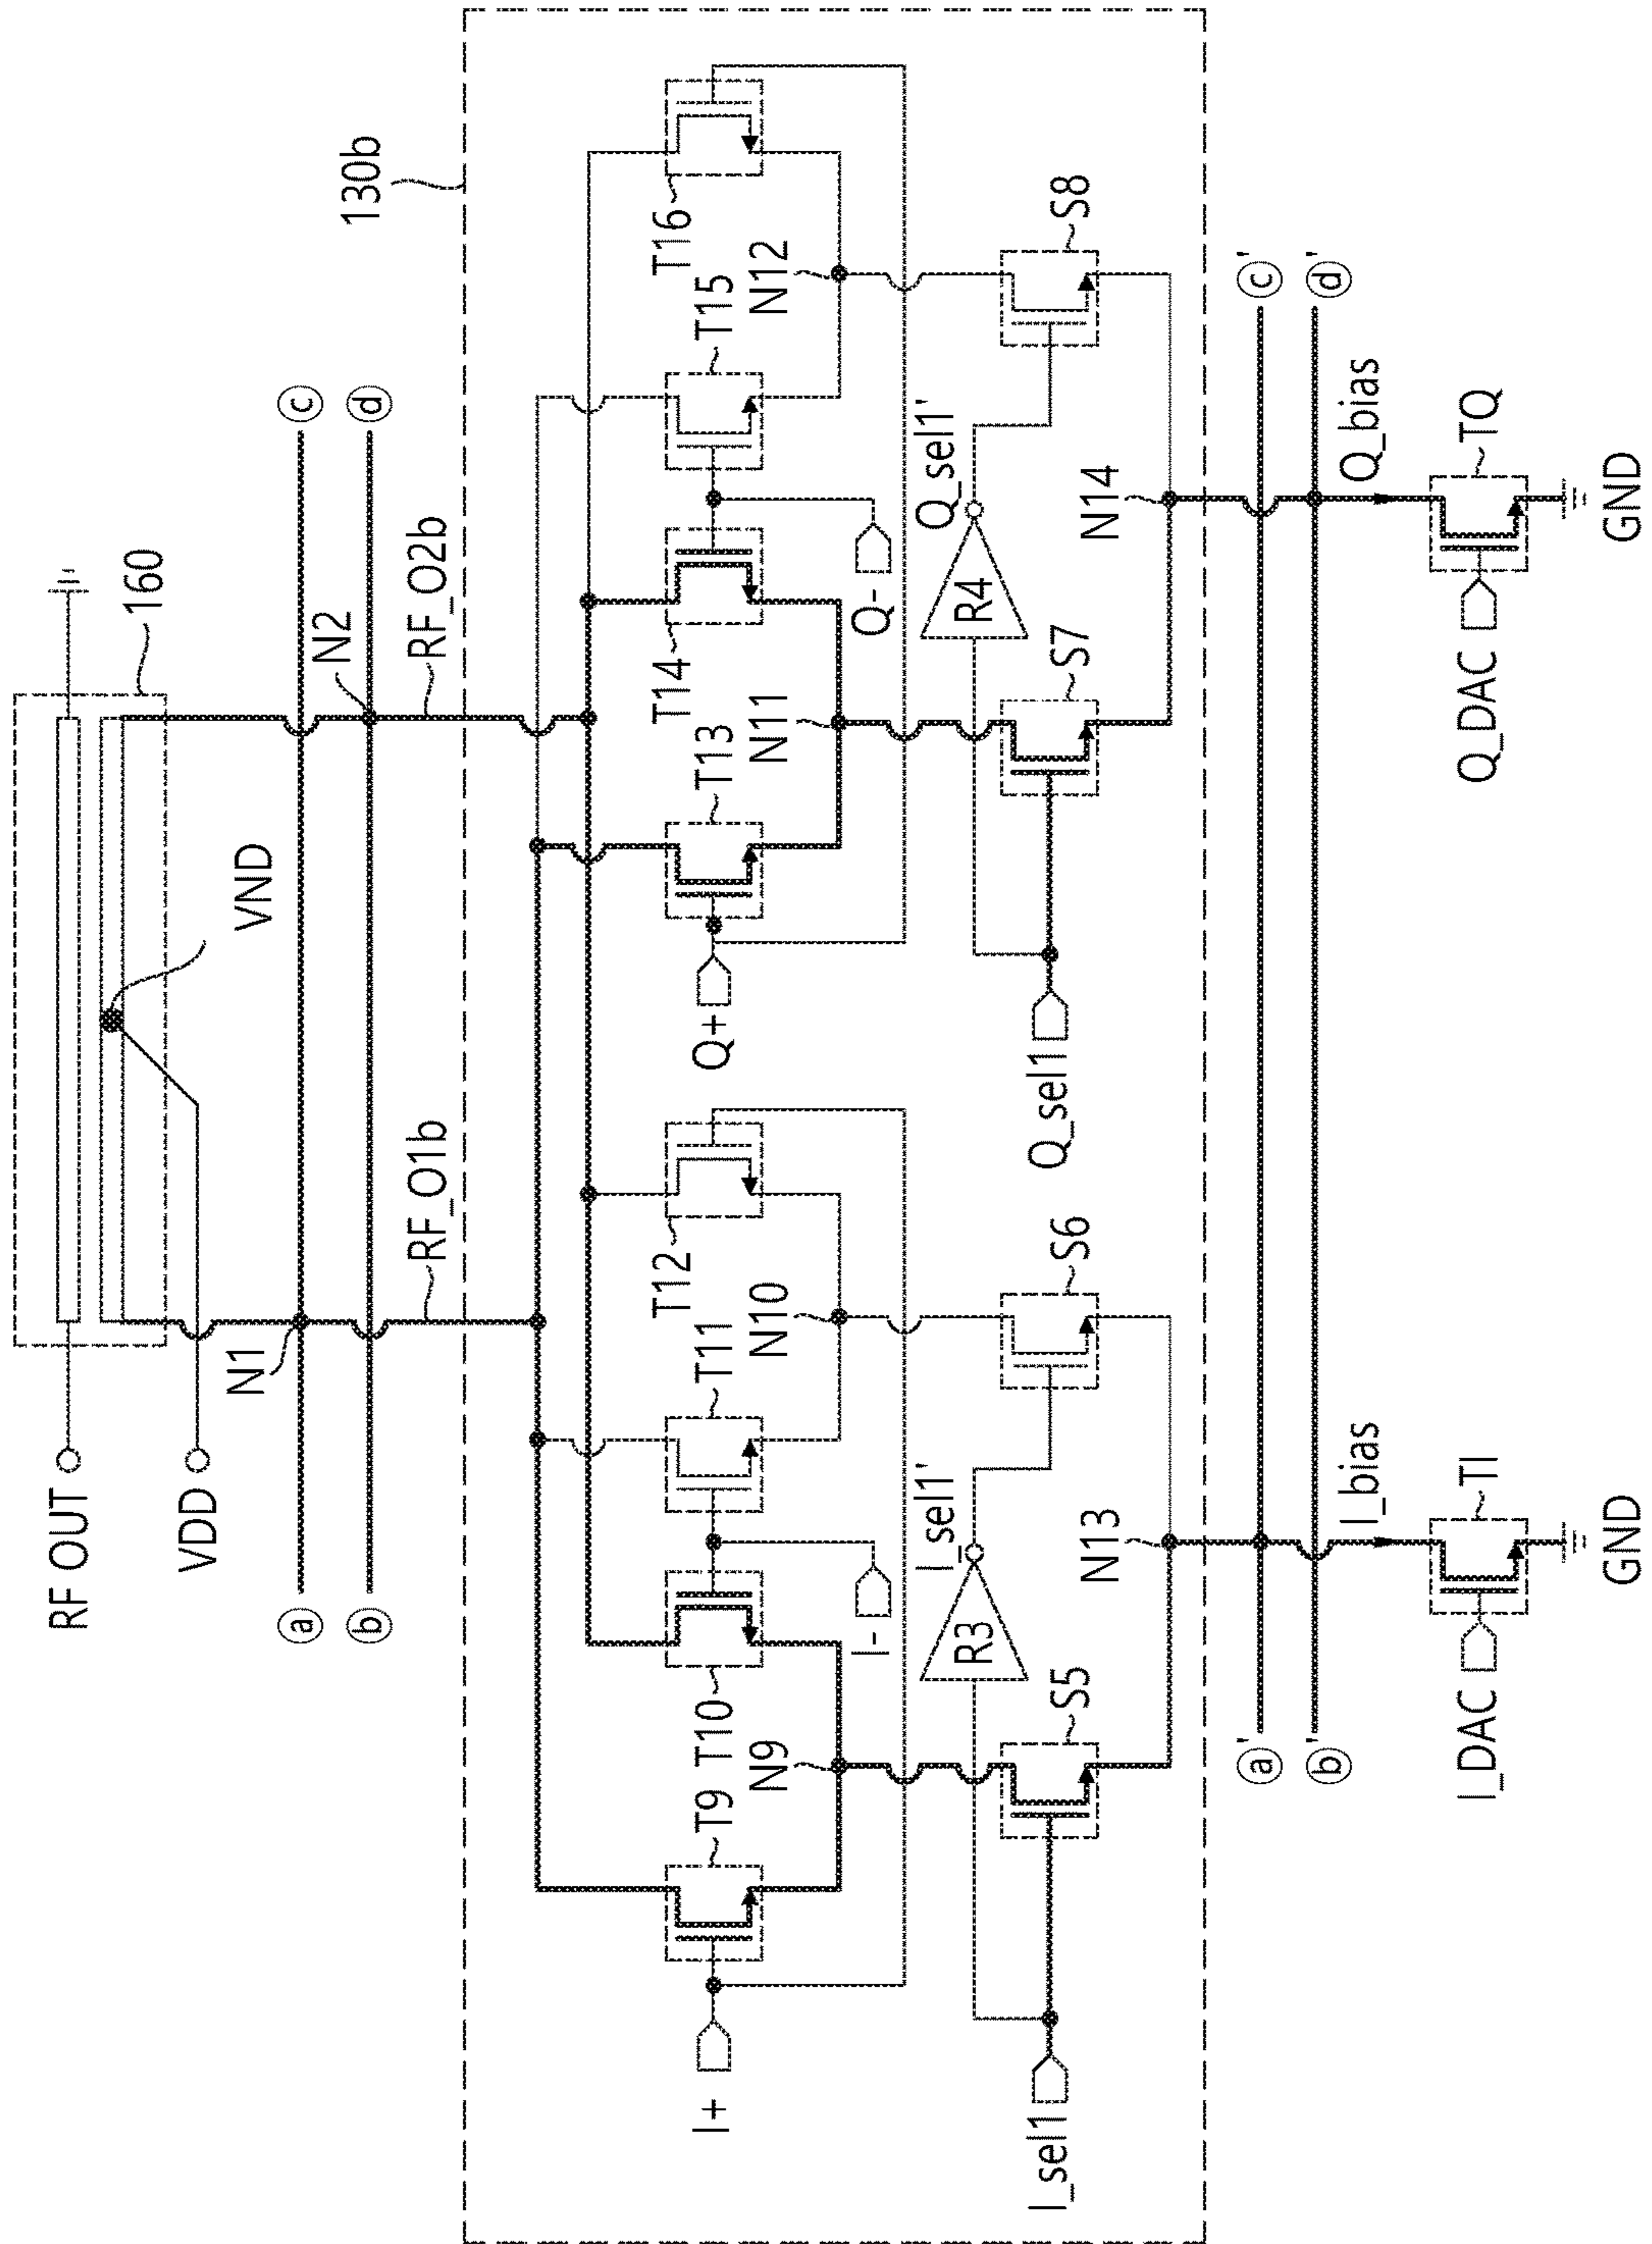 RF OUT
VDD
VND
160
ⓐ
ⓒ
ⓑ
ⓓ
N1
N2
RF_O1b
RF_O2b
130b
T9
T10
T11
T12
T13
T14
T15
T16
I+
Q+
N9
N10
N11
N12
I-
Q-
I_sel1'
Q_sel1'
R3
R4
I_sel1
S5
S6
Q_sel1
S7
S8
N13
N14
ⓐ'
ⓒ'
ⓑ'
ⓓ'
I_bias
Q_bias
I_DAC
TI
Q_DAC
TQ
GND
GND